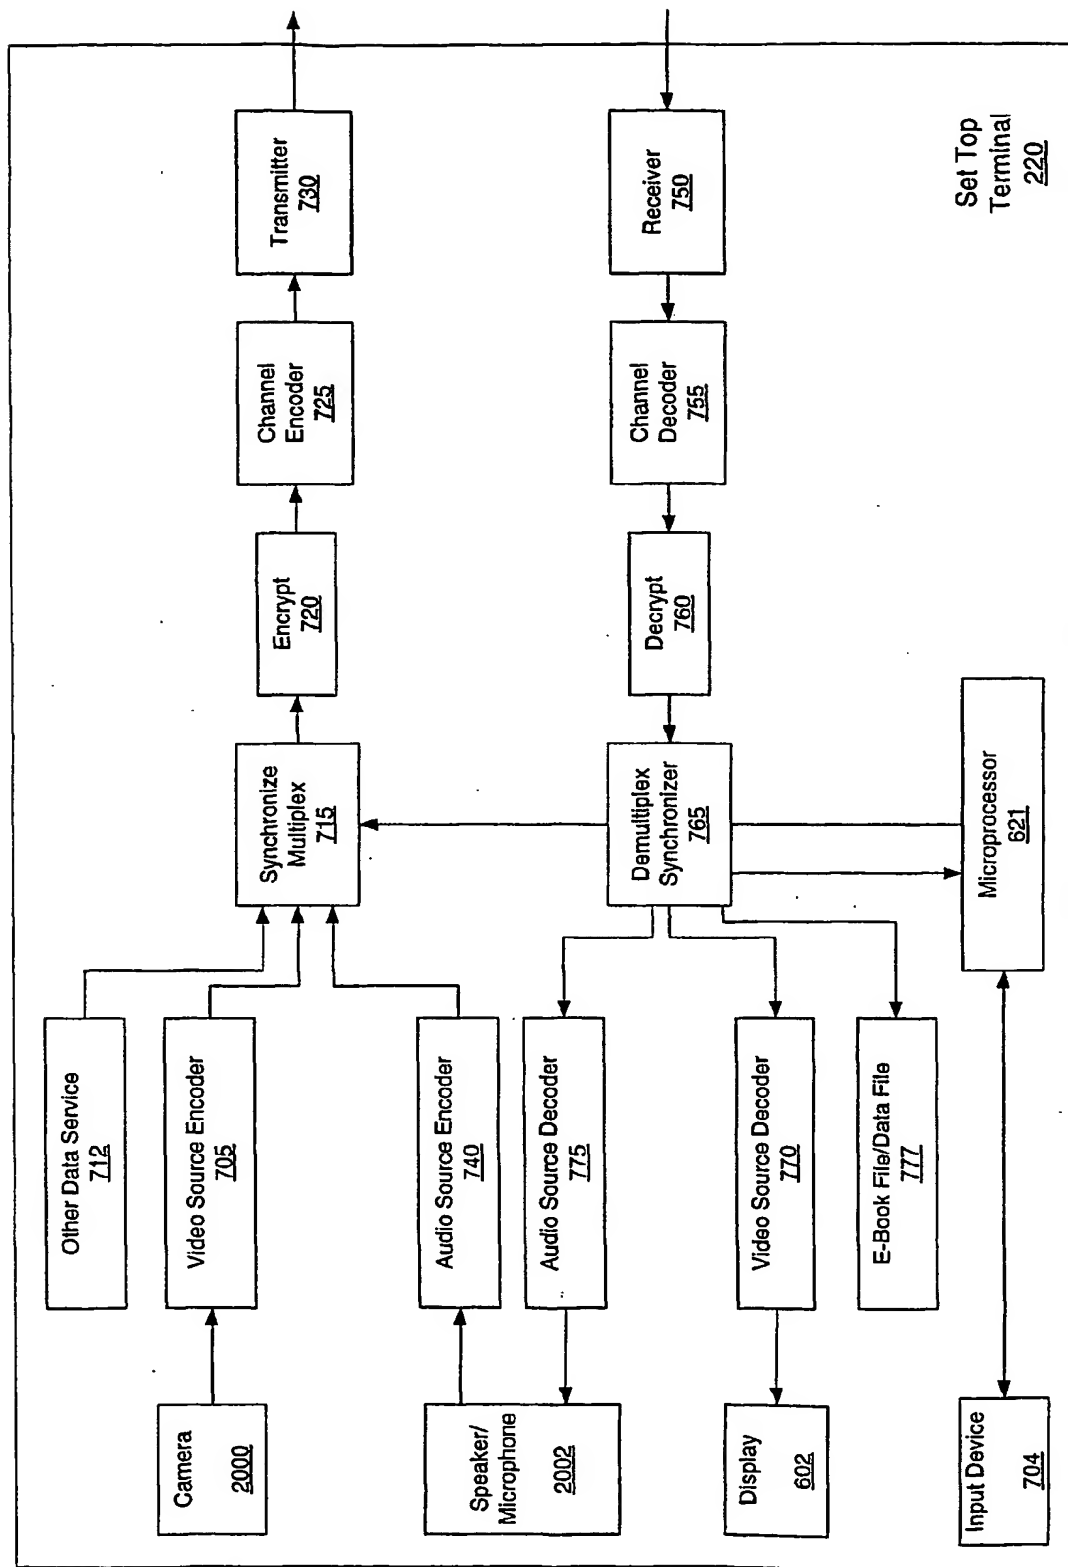 Other Data Service
712
Camera
2000
Video Source Encoder
705
Synchronize
Multiplex
715
Encrypt
720
Channel
Encoder
725
Transmitter
730
Speaker/
Microphone
2002
Audio Source Encoder
740
Audio Source Decoder
775
Demultiplex
Synchronizer
765
Decrypt
760
Channel
Decoder
755
Receiver
750
Display
602
Video Source Decoder
770
E-Book File/Data File
777
Input Device
704
Microprocessor
621
Set Top
Terminal
220